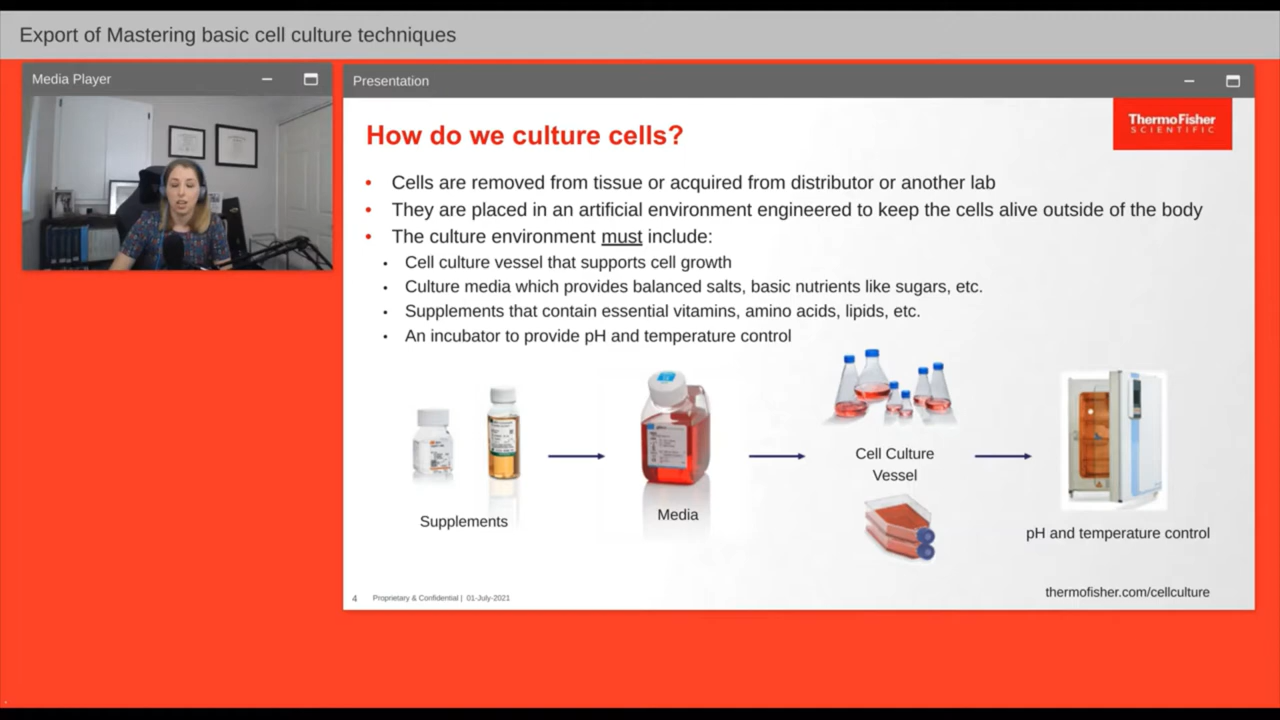 Export of Mastering basic cell culture techniques
Media Player
Presentation
ThermoFisher
SCIENTIFIC
How do we culture cells?
• Cells are removed from tissue or acquired from distributor or another lab
• They are placed in an artificial environment engineered to keep the cells alive outside of the body
• The culture environment must include:
• Cell culture vessel that supports cell growth
• Culture media which provides balanced salts, basic nutrients like sugars, etc.
• Supplements that contain essential vitamins, amino acids, lipids, etc.
• An incubator to provide pH and temperature control
Supplements
Media
Cell Culture
Vessel
pH and temperature control
4 Proprietary & Confidential | 01-July-2021
thermofisher.com/cellculture